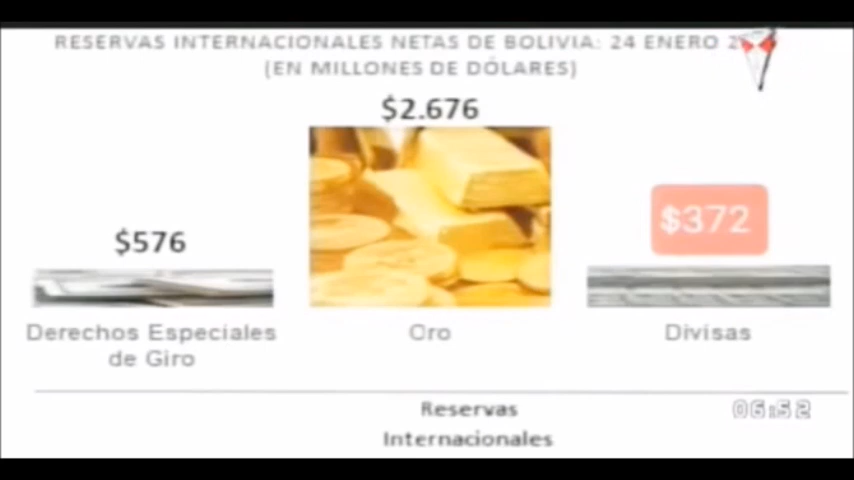 RESERVAS INTERNACIONALES NETAS DE BOLIVIA: 24 ENERO
(EN MILLONES DE DÓLARES)
$2.676
$372
$576
Derechos Especiales
de Giro
Oro
Divisas
Reservas
Internacionales
06:52